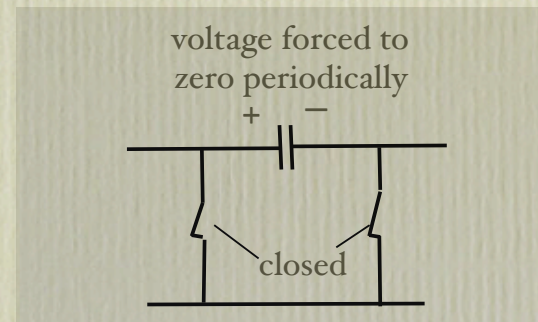 voltage forced to
zero periodically
+ −
closed